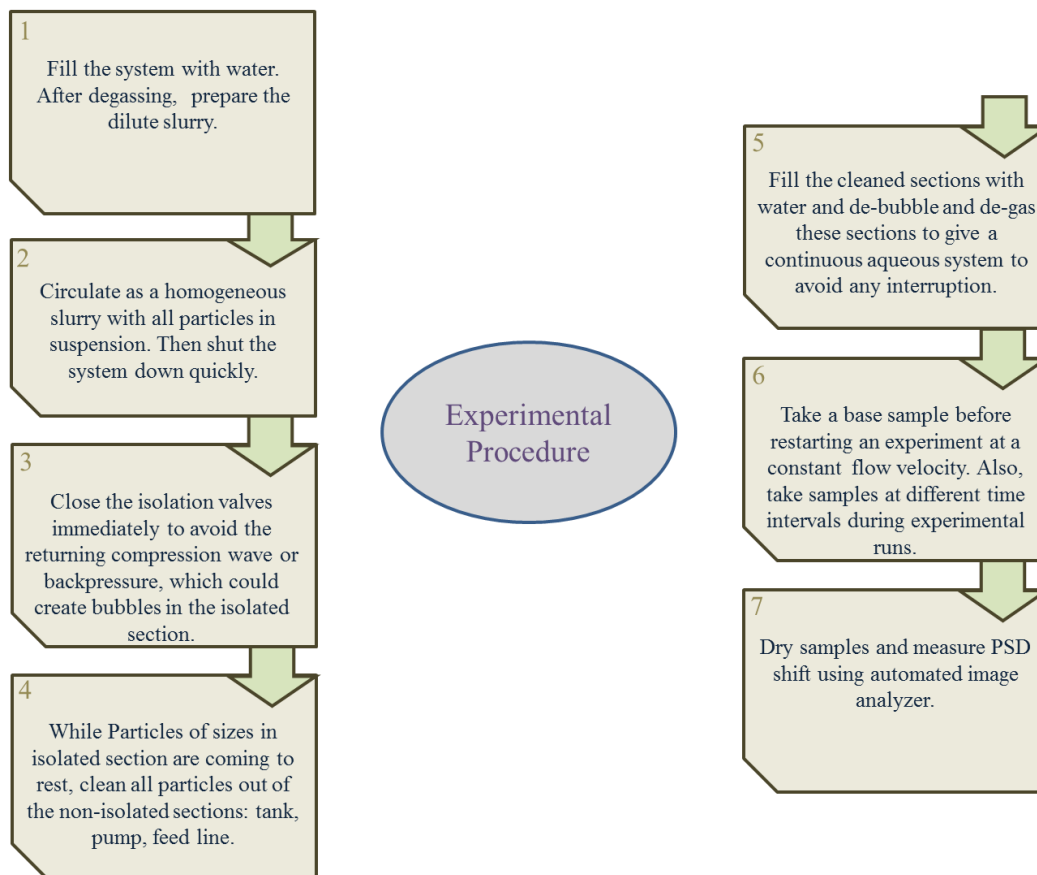 1
Fill the system with water.
After degassing, prepare the
dilute slurry.
2
Circulate as a homogeneous
slurry with all particles in
suspension. Then shut the
system down quickly.
3
Close the isolation valves
immediately to avoid the
returning compression wave or
backpressure, which could
create bubbles in the isolated
section.
4
While Particles of sizes in
isolated section are coming to
rest, clean all particles out of
the non-isolated sections: tank,
pump, feed line.
Experimental
Procedure
5
Fill the cleaned sections with
water and de-bubble and de-gas
these sections to give a
continuous aqueous system to
avoid any interruption.
6
Take a base sample before
restarting an experiment at a
constant flow velocity. Also,
take samples at different time
intervals during experimental
runs.
7
Dry samples and measure PSD
shift using automated image
analyzer.